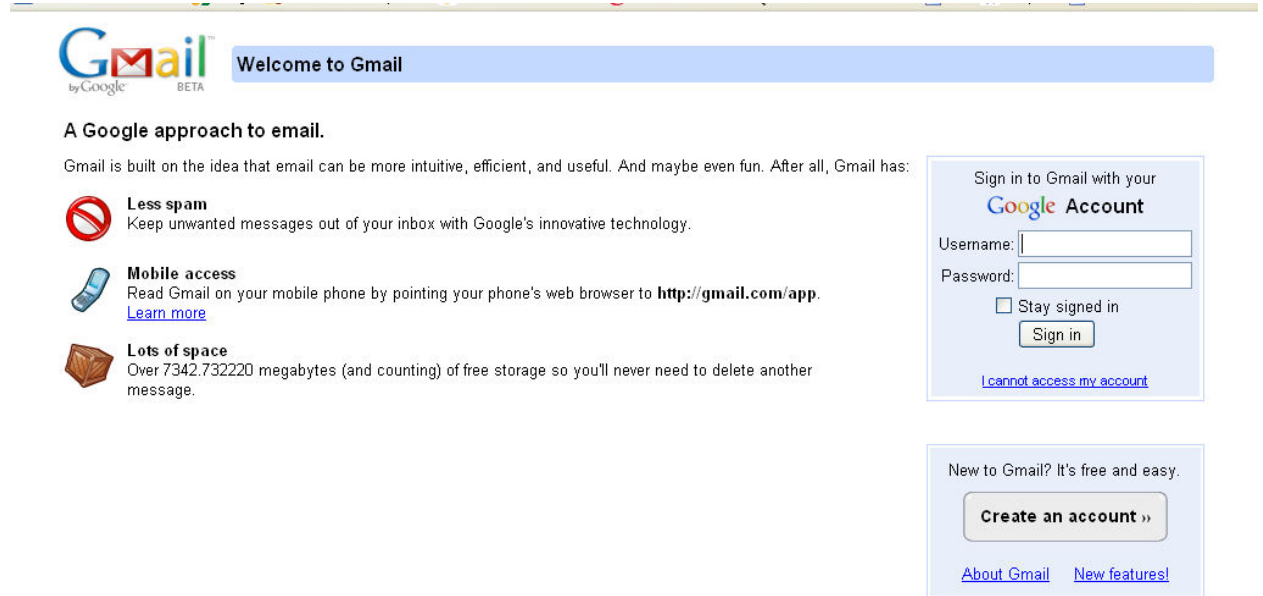 Gmail™
by Google BETA
Welcome to Gmail
A Google approach to email.
Gmail is built on the idea that email can be more intuitive, efficient, and useful. And maybe even fun. After all, Gmail has:
Less spam
Keep unwanted messages out of your inbox with Google's innovative technology.
Mobile access
Read Gmail on your mobile phone by pointing your phone's web browser to http://gmail.com/app.
Learn more
Lots of space
Over 7342.732220 megabytes (and counting) of free storage so you'll never need to delete another
message.
Sign in to Gmail with your
Google Account
Username:
Password:
Stay signed in
Sign in
I cannot access my account
New to Gmail? It's free and easy.
Create an account »
About Gmail New features!